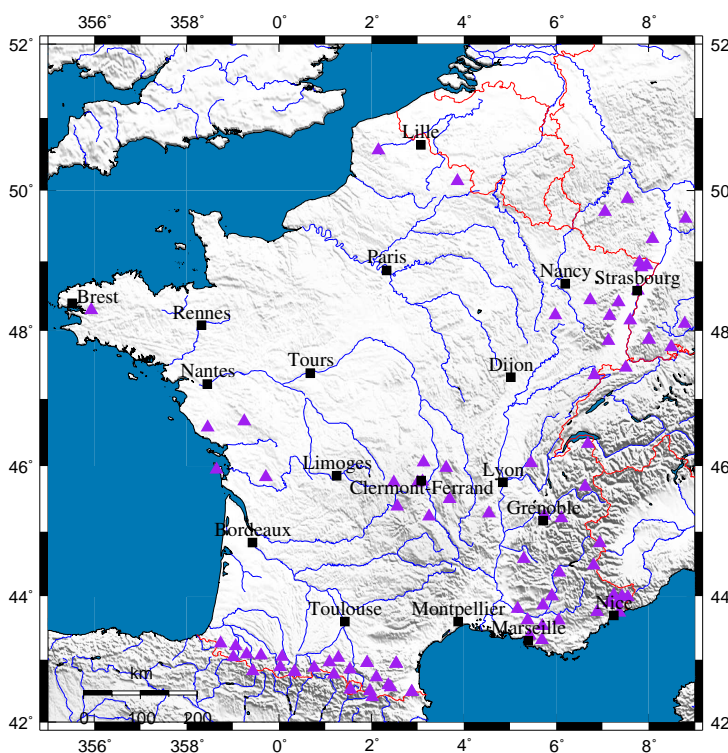 356° 358° 0° 2° 4° 6° 8°
52° 52°
Lille
50° 50°
Paris
Nancy
Strasbourg
Brest
Rennes
48° 48°
Tours
Dijon
Nantes
46° 46°
Limoges
Lyon
Clermont-Ferrand
Grenoble
Bordeaux
44° 44°
Toulouse
Montpellier
Nice
Marseille
km
0 100 200
42° 42°
356° 358° 0° 2° 4° 6° 8°